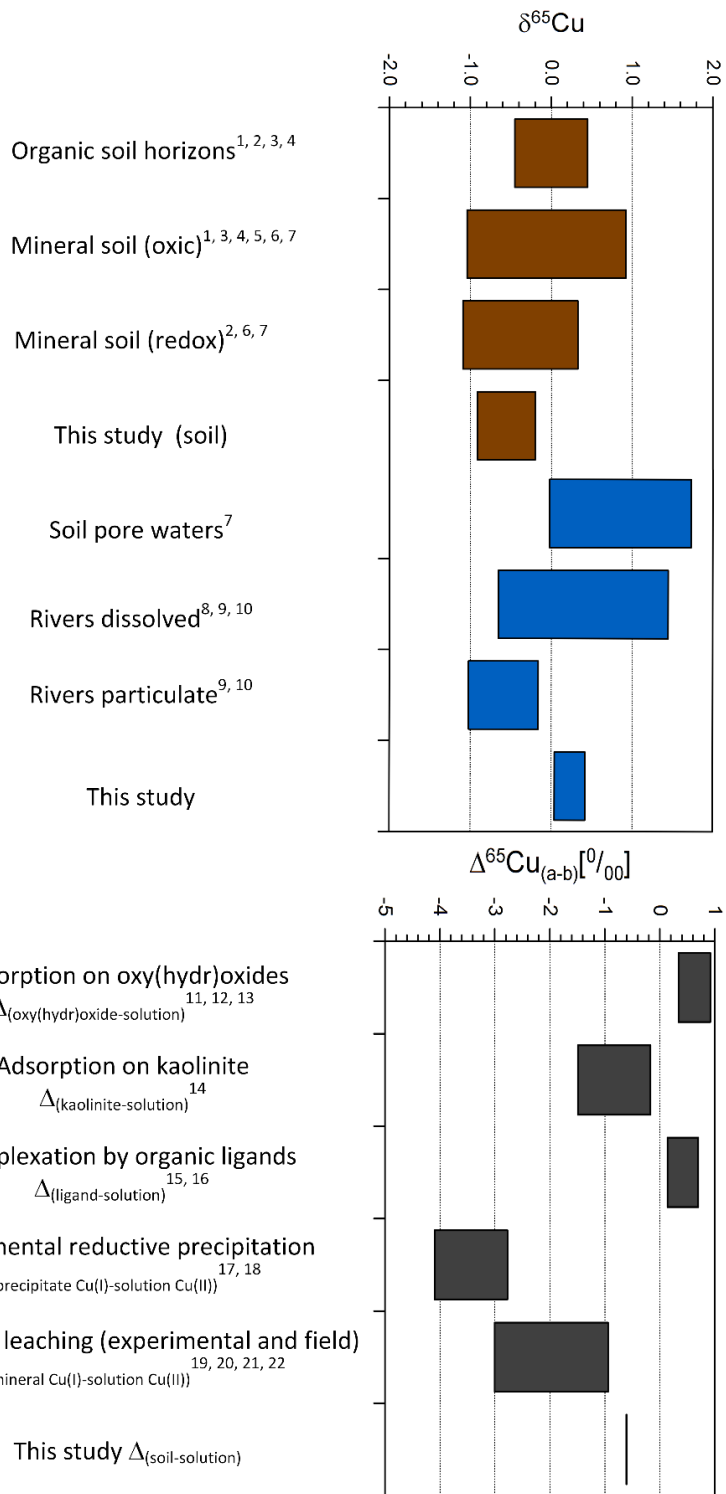 δ⁶⁵Cu
-2.0 -1.0 0.0 1.0 2.0
Organic soil horizons1, 2, 3, 4
Mineral soil (oxic)1, 3, 4, 5, 6, 7
Mineral soil (redox)2, 6, 7
This study (soil)
Soil pore waters7
Rivers dissolved8, 9, 10
Rivers particulate9, 10
This study
Δ⁶⁵Cu(a-b)[0/00]
-5 -4 -3 -2 -1 0 1
orption on oxy(hydr)oxides
Δ(oxy(hydr)oxide-solution)11, 12, 13
Adsorption on kaolinite
Δ(kaolinite-solution)14
plexation by organic ligands
Δ(ligand-solution)15, 16
mental reductive precipitation
precipitate Cu(I)-solution Cu(II))17, 18
leaching (experimental and field)
mineral Cu(I)-solution Cu(II))19, 20, 21, 22
This study Δ(soil-solution)